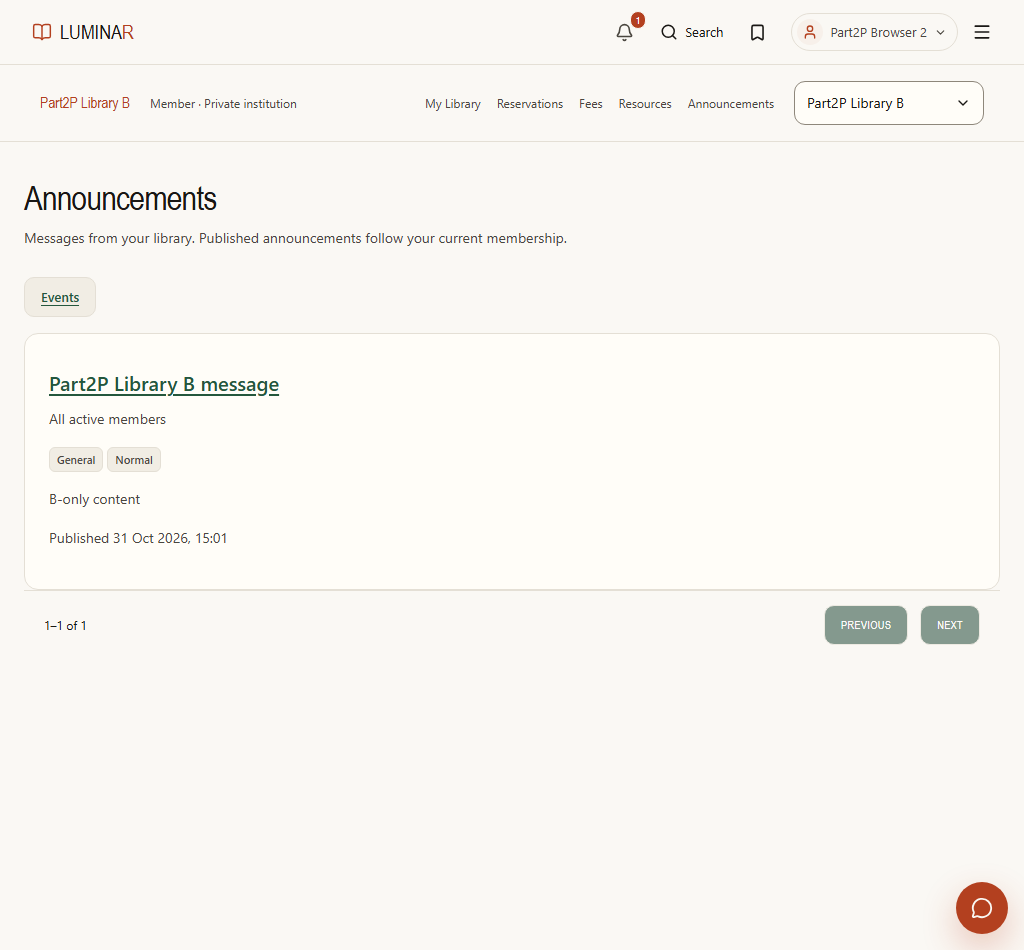 LUMINAR
1
Search
Part2P Browser 2
Part2P Library B
Member · Private institution
My Library
Reservations
Fees
Resources
Announcements
Part2P Library B
Announcements
Messages from your library. Published announcements follow your current membership.
Events
Part2P Library B message
All active members
General
Normal
B-only content
Published 31 Oct 2026, 15:01
1–1 of 1
PREVIOUS
NEXT